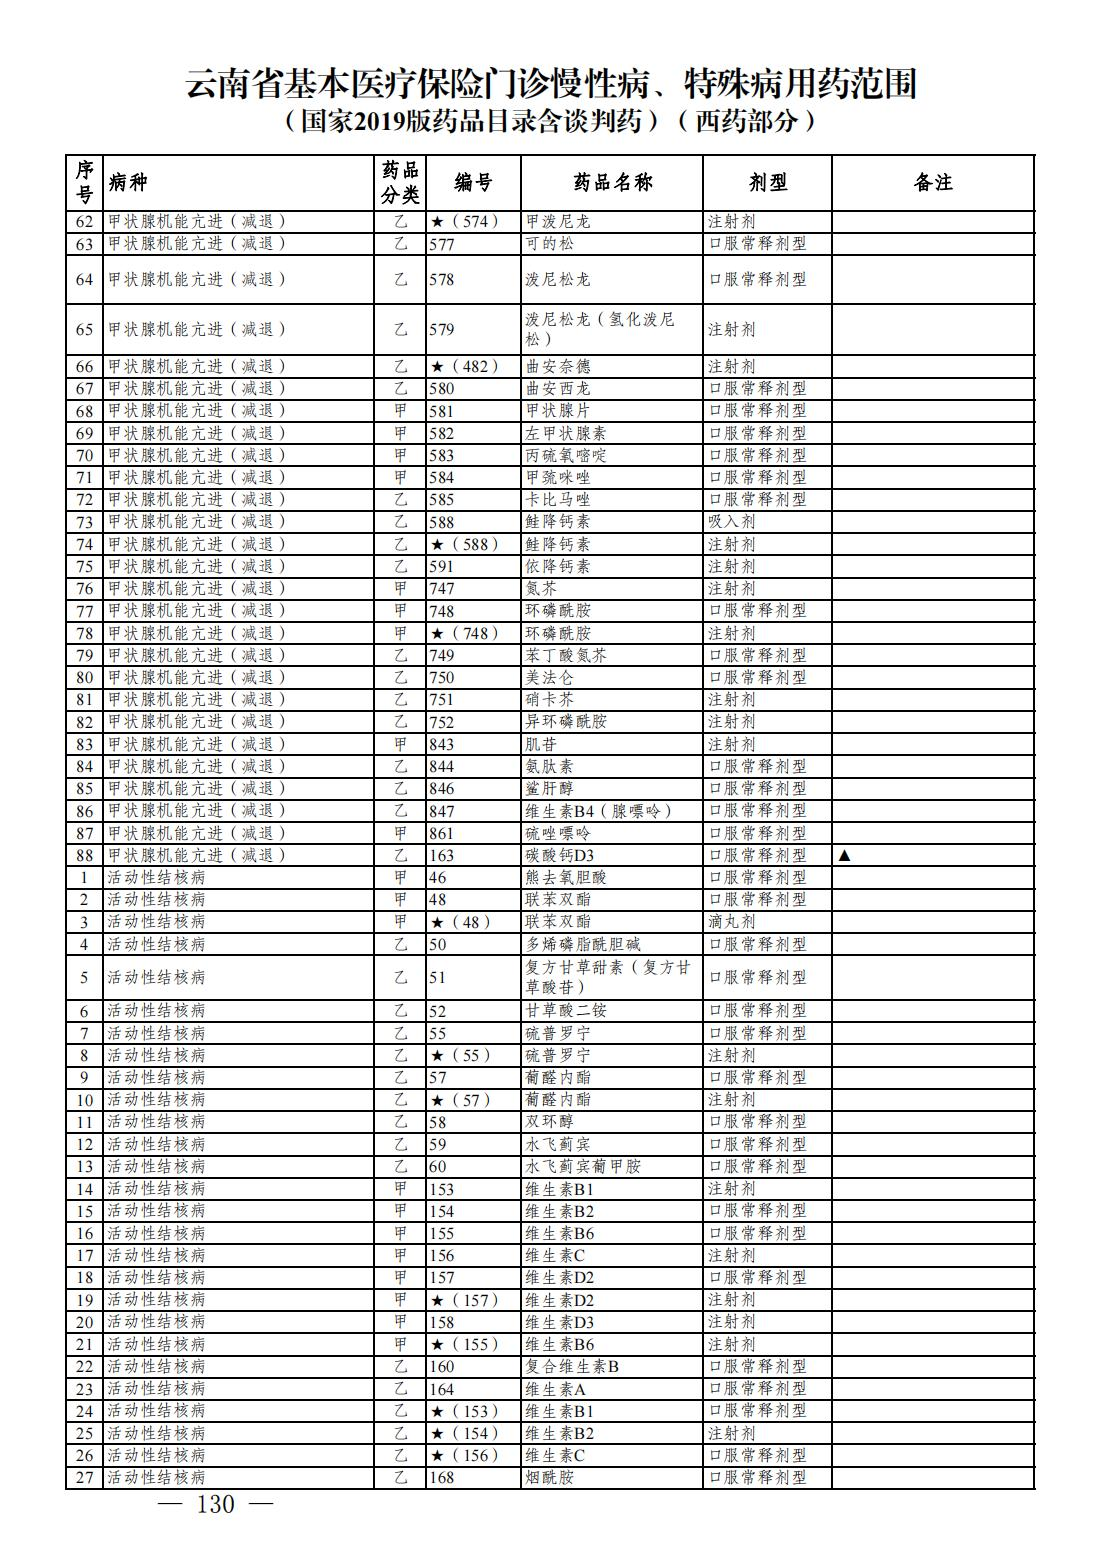 云南省基本医疗保险门诊慢性病、特殊病用药范围
（国家2019版药品目录含谈判药）（西药部分）
序号 病种 药品分类 编号 药品名称 剂型 备注
62 甲状腺机能亢进（减退） 乙 ★（574） 甲泼尼龙 注射剂
63 甲状腺机能亢进（减退） 乙 577 可的松 口服常释剂型
64 甲状腺机能亢进（减退） 乙 578 泼尼松龙 口服常释剂型
65 甲状腺机能亢进（减退） 乙 579 泼尼松龙（氢化泼尼松） 注射剂
66 甲状腺机能亢进（减退） 乙 ★（482） 曲安奈德 注射剂
67 甲状腺机能亢进（减退） 乙 580 曲安西龙 口服常释剂型
68 甲状腺机能亢进（减退） 甲 581 甲状腺片 口服常释剂型
69 甲状腺机能亢进（减退） 甲 582 左甲状腺素 口服常释剂型
70 甲状腺机能亢进（减退） 甲 583 丙硫氧嘧啶 口服常释剂型
71 甲状腺机能亢进（减退） 甲 584 甲巯咪唑 口服常释剂型
72 甲状腺机能亢进（减退） 乙 585 卡比马唑 口服常释剂型
73 甲状腺机能亢进（减退） 乙 588 鲑降钙素 吸入剂
74 甲状腺机能亢进（减退） 乙 ★（588） 鲑降钙素 注射剂
75 甲状腺机能亢进（减退） 乙 591 依降钙素 注射剂
76 甲状腺机能亢进（减退） 甲 747 氮芥 注射剂
77 甲状腺机能亢进（减退） 甲 748 环磷酰胺 口服常释剂型
78 甲状腺机能亢进（减退） 甲 ★（748） 环磷酰胺 注射剂
79 甲状腺机能亢进（减退） 乙 749 苯丁酸氮芥 口服常释剂型
80 甲状腺机能亢进（减退） 乙 750 美法仑 口服常释剂型
81 甲状腺机能亢进（减退） 乙 751 硝卡芥 注射剂
82 甲状腺机能亢进（减退） 乙 752 异环磷酰胺 注射剂
83 甲状腺机能亢进（减退） 甲 843 肌苷 注射剂
84 甲状腺机能亢进（减退） 乙 844 氨肽素 口服常释剂型
85 甲状腺机能亢进（减退） 乙 846 鲨肝醇 口服常释剂型
86 甲状腺机能亢进（减退） 乙 847 维生素B4（腺嘌呤） 口服常释剂型
87 甲状腺机能亢进（减退） 甲 861 硫唑嘌呤 口服常释剂型
88 甲状腺机能亢进（减退） 乙 163 碳酸钙D3 口服常释剂型 ▲
1 活动性结核病 甲 46 熊去氧胆酸 口服常释剂型
2 活动性结核病 甲 48 联苯双酯 口服常释剂型
3 活动性结核病 甲 ★（48） 联苯双酯 滴丸剂
4 活动性结核病 乙 50 多烯磷脂酰胆碱 口服常释剂型
5 活动性结核病 乙 51 复方甘草甜素（复方甘草酸苷） 口服常释剂型
6 活动性结核病 乙 52 甘草酸二铵 口服常释剂型
7 活动性结核病 乙 55 硫普罗宁 口服常释剂型
8 活动性结核病 乙 ★（55） 硫普罗宁 注射剂
9 活动性结核病 乙 57 葡醛内酯 口服常释剂型
10 活动性结核病 乙 ★（57） 葡醛内酯 注射剂
11 活动性结核病 乙 58 双环醇 口服常释剂型
12 活动性结核病 乙 59 水飞蓟宾 口服常释剂型
13 活动性结核病 乙 60 水飞蓟宾葡甲胺 口服常释剂型
14 活动性结核病 甲 153 维生素B1 注射剂
15 活动性结核病 甲 154 维生素B2 口服常释剂型
16 活动性结核病 甲 155 维生素B6 口服常释剂型
17 活动性结核病 甲 156 维生素C 注射剂
18 活动性结核病 甲 157 维生素D2 口服常释剂型
19 活动性结核病 甲 ★（157） 维生素D2 注射剂
20 活动性结核病 甲 158 维生素D3 注射剂
21 活动性结核病 甲 ★（155） 维生素B6 注射剂
22 活动性结核病 乙 160 复合维生素B 口服常释剂型
23 活动性结核病 乙 164 维生素A 口服常释剂型
24 活动性结核病 乙 ★（153） 维生素B1 口服常释剂型
25 活动性结核病 乙 ★（154） 维生素B2 注射剂
26 活动性结核病 乙 ★（156） 维生素C 口服常释剂型
27 活动性结核病 乙 168 烟酰胺 口服常释剂型
— 130 —